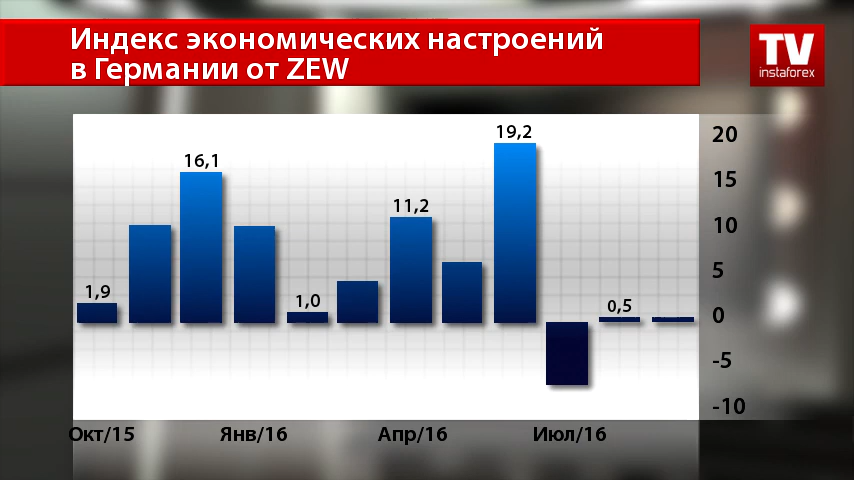 Индекс экономических настроений
в Германии от ZEW
TV
instaforex
19,2
16,1
11,2
1,9
1,0
0,5
20
15
10
5
0
-5
-10
Окт/15
Янв/16
Апр/16
Июл/16